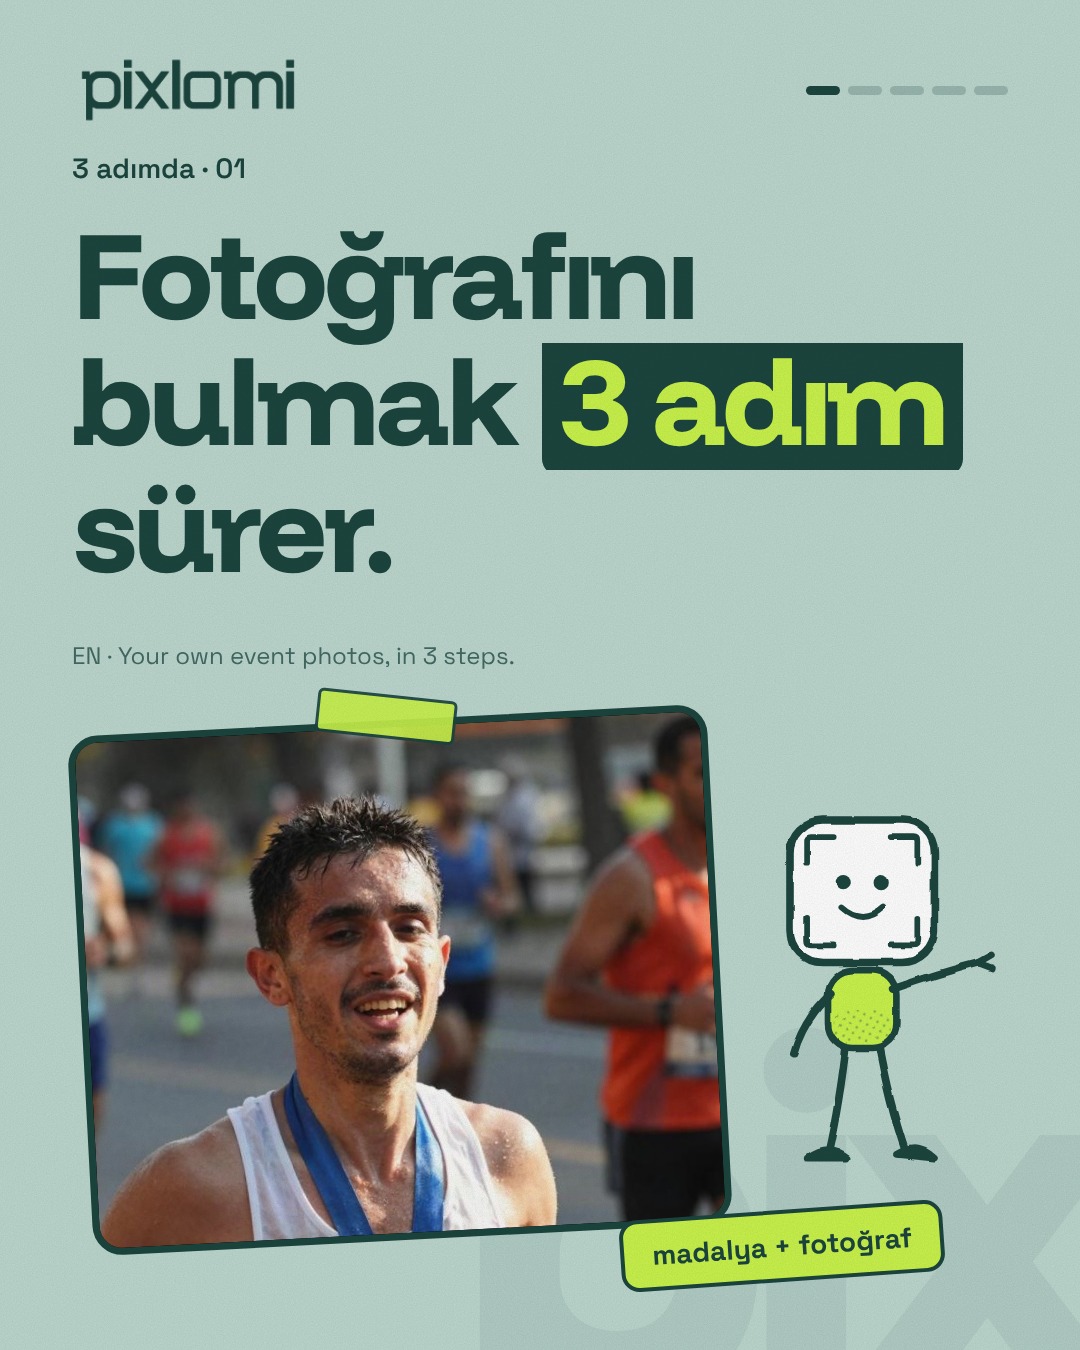 pixlomi
3 adımda · 01
Fotoğrafını
bulmak 3 adım
sürer.
EN · Your own event photos, in 3 steps.
madalya + fotoğraf
pix